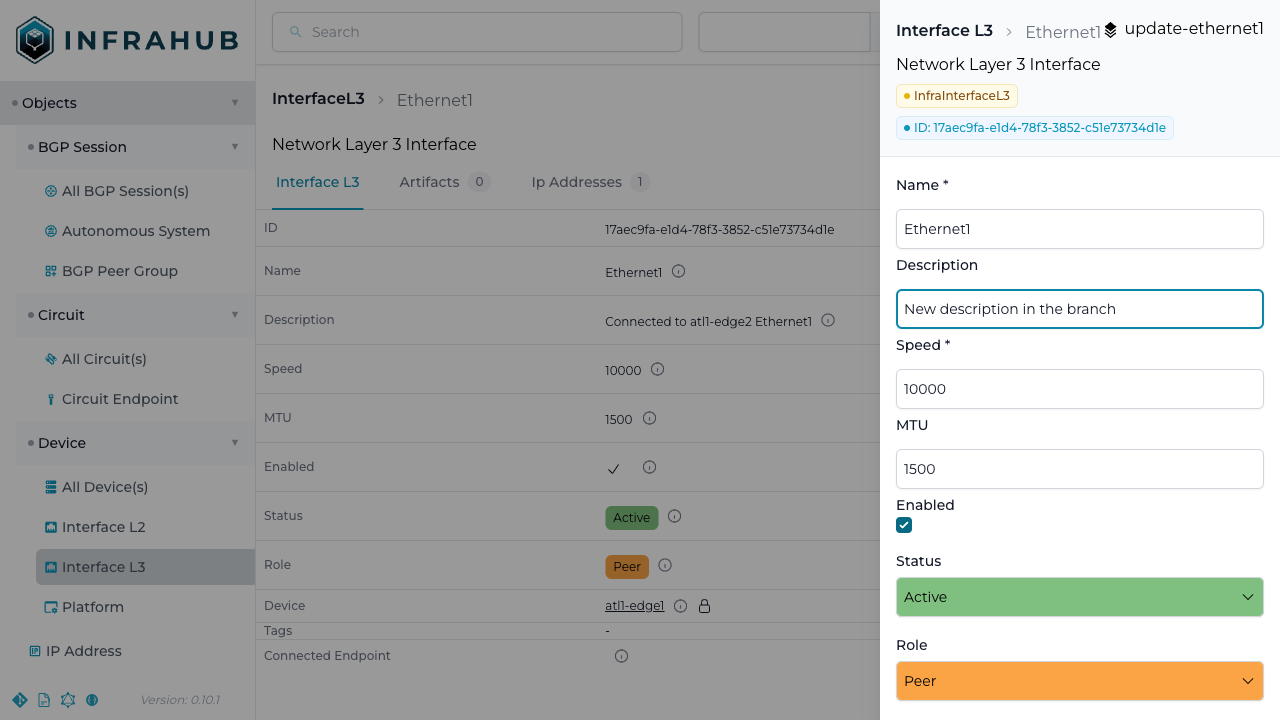 INFRAHUB
Objects
BGP Session
All BGP Session(s)
Autonomous System
BGP Peer Group
Circuit
All Circuit(s)
Circuit Endpoint
Device
All Device(s)
Interface L2
Interface L3
Platform
IP Address
Version: 0.10.1
Search
InterfaceL3 > Ethernet1
Network Layer 3 Interface
Interface L3 Artifacts 0 Ip Addresses 1
ID 17aec9fa-e1d4-78f3-3852-c51e73734d1e
Name Ethernet1
Description Connected to atl1-edge2 Ethernet1
Speed 10000
MTU 1500
Enabled
Status Active
Role Peer
Device atl1-edge1
Tags -
Connected Endpoint
Interface L3 > Ethernet1 update-ethernet1
Network Layer 3 Interface
InfraInterfaceL3
ID: 17aec9fa-e1d4-78f3-3852-c51e73734d1e
Name *
Ethernet1
Description
New description in the branch
Speed *
10000
MTU
1500
Enabled
Status
Active
Role
Peer